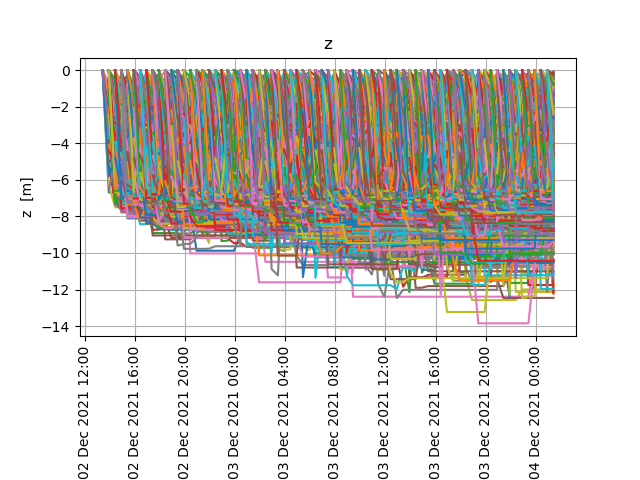 z
0
−2
−4
−6
−8
−10
−12
−14
z [m]
02 Dec 2021 12:00
02 Dec 2021 16:00
02 Dec 2021 20:00
03 Dec 2021 00:00
03 Dec 2021 04:00
03 Dec 2021 08:00
03 Dec 2021 12:00
03 Dec 2021 16:00
03 Dec 2021 20:00
04 Dec 2021 00:00